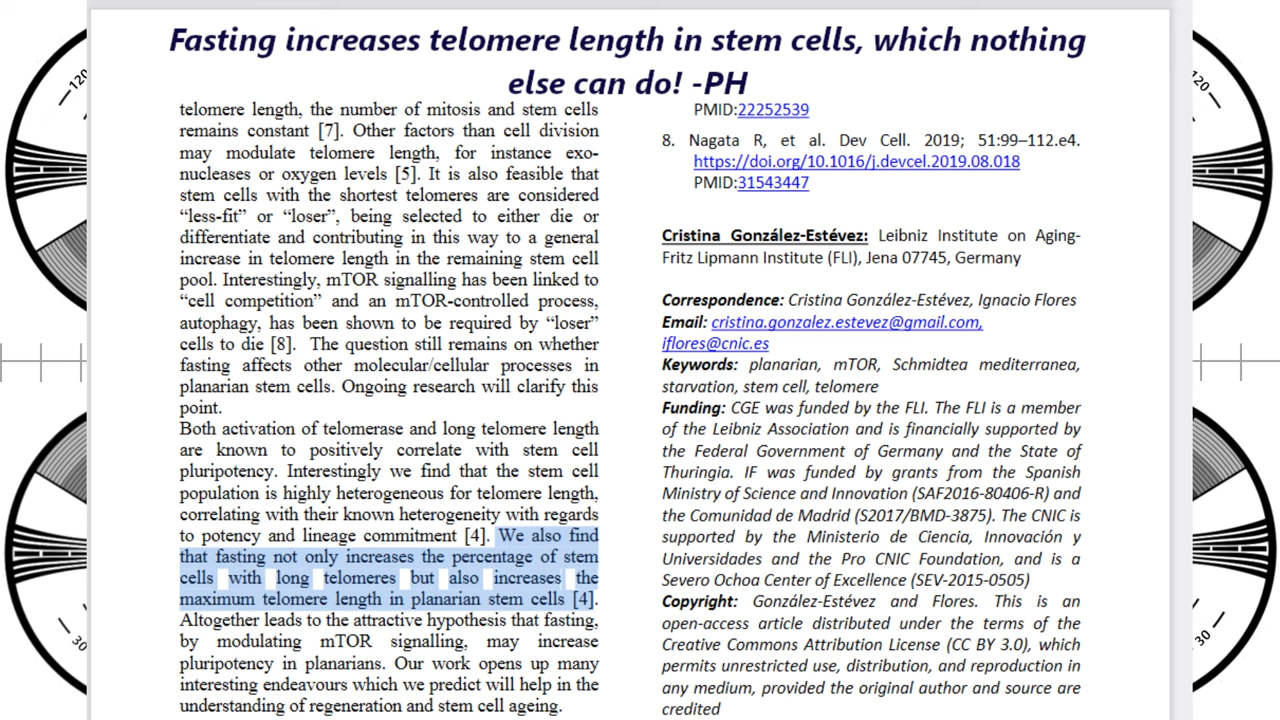 Fasting increases telomere length in stem cells, which nothing
else can do! -PH
telomere length, the number of mitosis and stem cells
remains constant [7]. Other factors than cell division
may modulate telomere length, for instance exo-
nucleases or oxygen levels [5]. It is also feasible that
stem cells with the shortest telomeres are considered
“less-fit” or “loser”, being selected to either die or
differentiate and contributing in this way to a general
increase in telomere length in the remaining stem cell
pool. Interestingly, mTOR signalling has been linked to
“cell competition” and an mTOR-controlled process,
autophagy, has been shown to be required by “loser”
cells to die [8]. The question still remains on whether
fasting affects other molecular/cellular processes in
planarian stem cells. Ongoing research will clarify this
point.
Both activation of telomerase and long telomere length
are known to positively correlate with stem cell
pluripotency. Interestingly we find that the stem cell
population is highly heterogeneous for telomere length,
correlating with their known heterogeneity with regards
to potency and lineage commitment [4]. We also find
that fasting not only increases the percentage of stem
cells with long telomeres but also increases the
maximum telomere length in planarian stem cells [4].
Altogether leads to the attractive hypothesis that fasting,
by modulating mTOR signalling, may increase
pluripotency in planarians. Our work opens up many
interesting endeavours which we predict will help in the
understanding of regeneration and stem cell ageing.
PMID:22252539
8. Nagata R, et al. Dev Cell. 2019; 51:99–112.e4.
https://doi.org/10.1016/j.devcel.2019.08.018
PMID:31543447
Cristina González-Estévez: Leibniz Institute on Aging-
Fritz Lipmann Institute (FLI), Jena 07745, Germany
Correspondence: Cristina González-Estévez, Ignacio Flores
Email: cristina.gonzalez.estevez@gmail.com,
iflores@cnic.es
Keywords: planarian, mTOR, Schmidtea mediterranea,
starvation, stem cell, telomere
Funding: CGE was funded by the FLI. The FLI is a member
of the Leibniz Association and is financially supported by
the Federal Government of Germany and the State of
Thuringia. IF was funded by grants from the Spanish
Ministry of Science and Innovation (SAF2016-80406-R) and
the Comunidad de Madrid (S2017/BMD-3875). The CNIC is
supported by the Ministerio de Ciencia, Innovación y
Universidades and the Pro CNIC Foundation, and is a
Severo Ochoa Center of Excellence (SEV-2015-0505)
Copyright: González-Estévez and Flores. This is an
open-access article distributed under the terms of the
Creative Commons Attribution License (CC BY 3.0), which
permits unrestricted use, distribution, and reproduction in
any medium, provided the original author and source are
credited
120
120
30
30